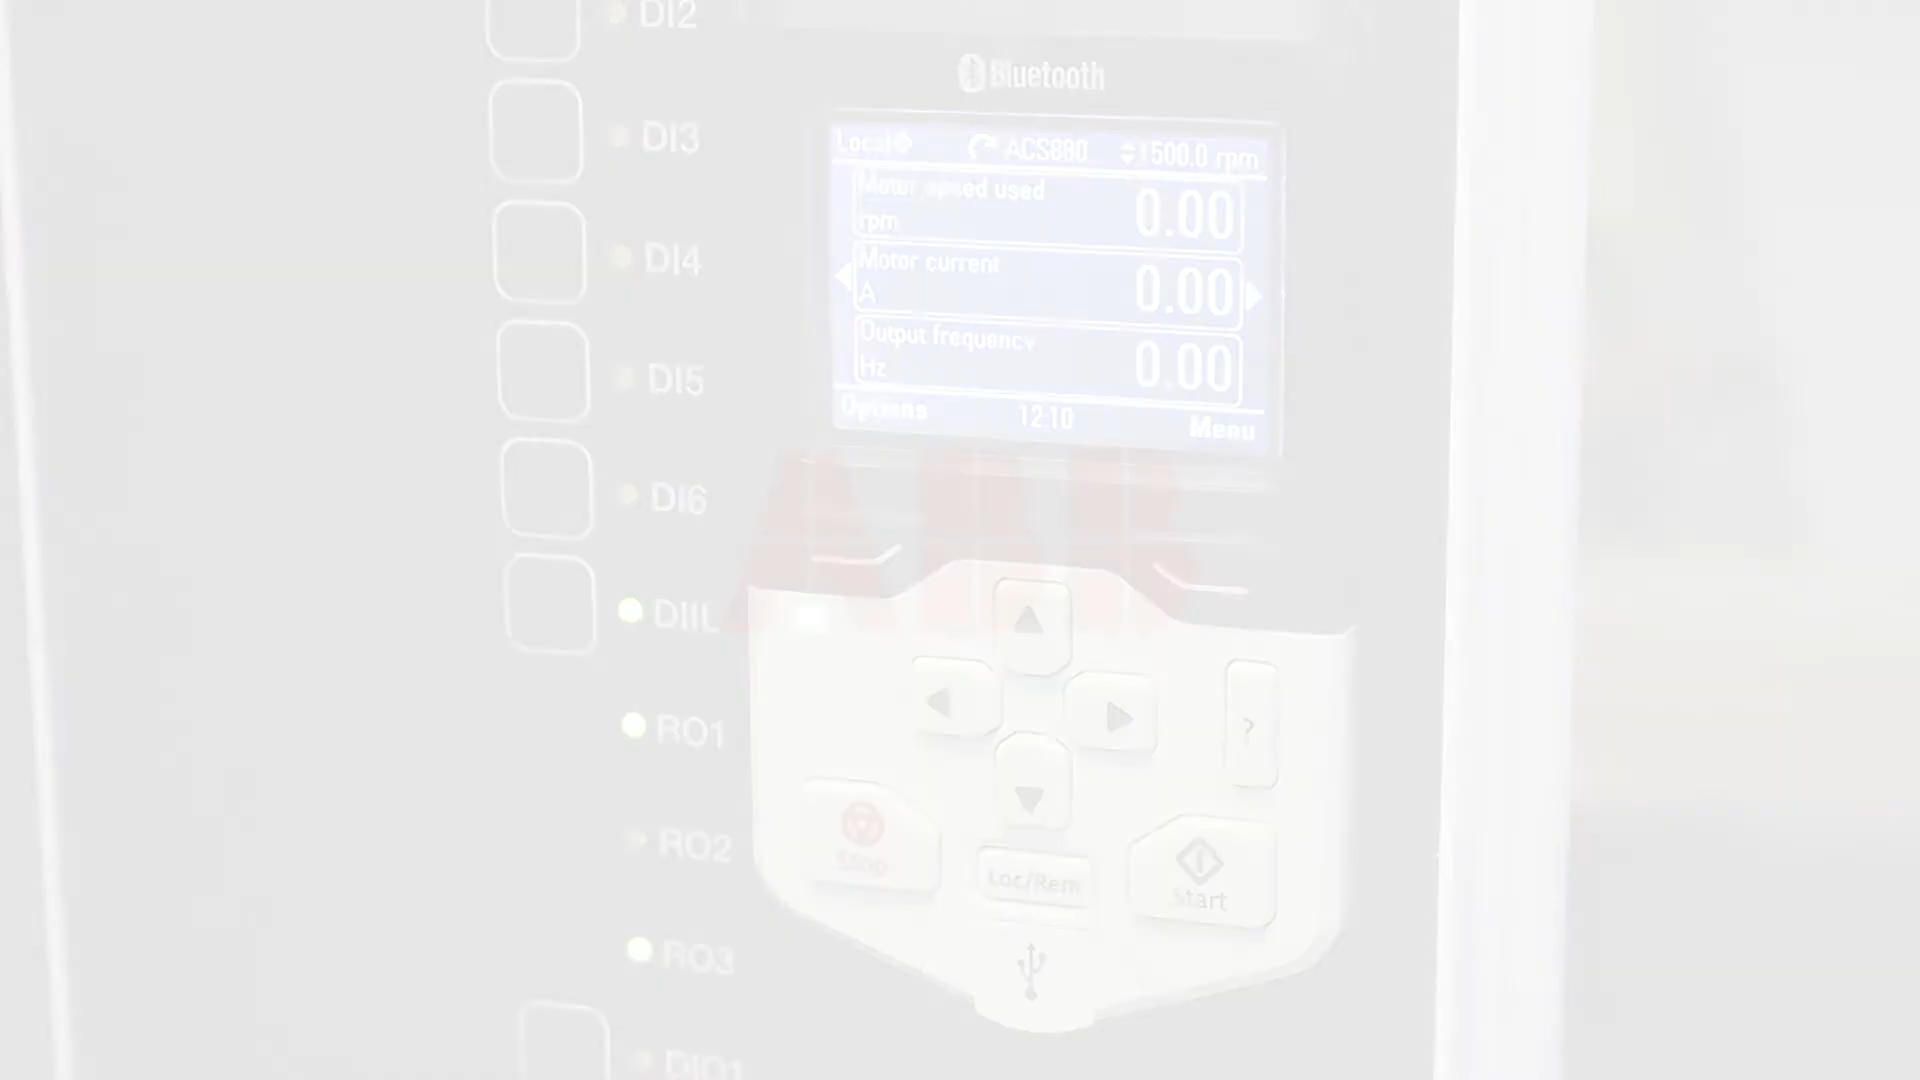 DI2
Bluetooth
DI3
Local ACS880 1500.0 rpm
Motor speed used
rpm 0.00
DI4
Motor current
A 0.00
DI5
Output frequency
Hz 0.00
Options 12:10 Menu
DI6
ABB
DIIL
RO1
?
RO2
Stop
Loc/Rem
Start
RO3
DIO1